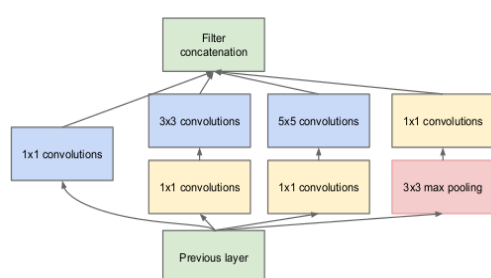 Filter
concatenation
3x3 convolutions
5x5 convolutions
1x1 convolutions
1x1 convolutions
1x1 convolutions
1x1 convolutions
3x3 max pooling
Previous layer